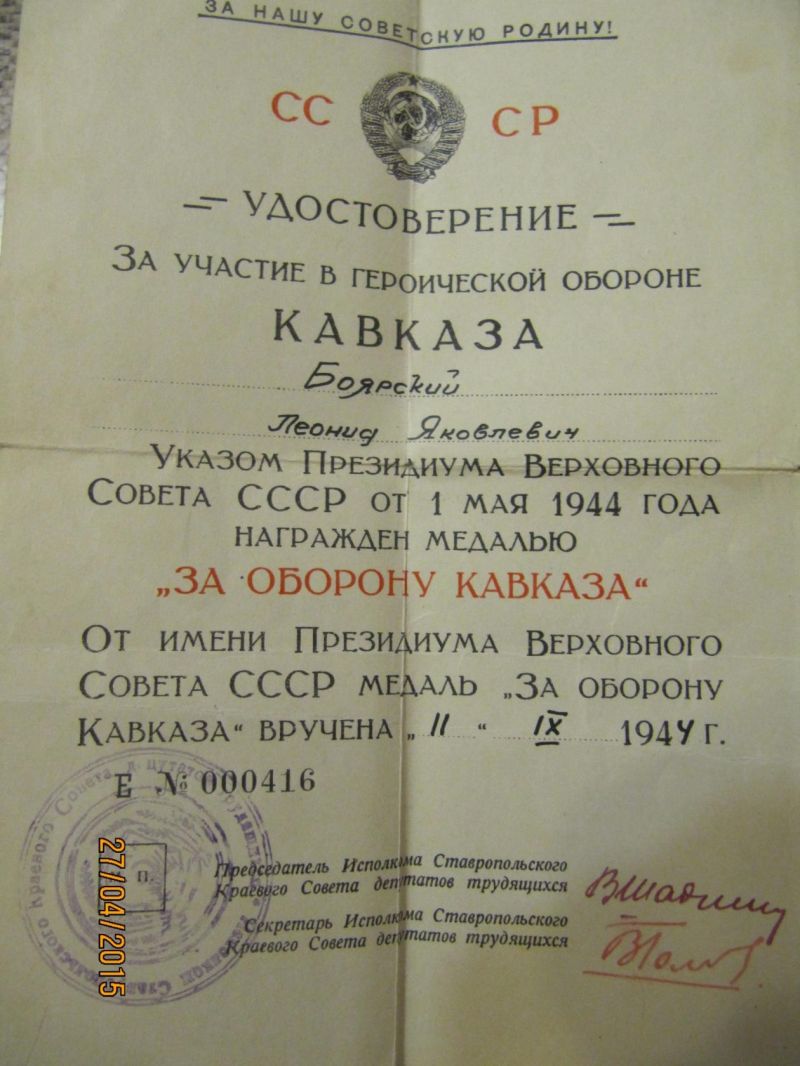 ЗА НАШУ СОВЕТСКУЮ РОДИНУ!
СС СР
УДОСТОВЕРЕНИЕ
ЗА УЧАСТИЕ В ГЕРОИЧЕСКОЙ ОБОРОНЕ
КАВКАЗА
Боярский
Леонид Яковлевич
УКАЗОМ ПРЕЗИДИУМА ВЕРХОВНОГО
СОВЕТА СССР ОТ 1 МАЯ 1944 ГОДА
НАГРАЖДЕН МЕДАЛЬЮ
„ЗА ОБОРОНУ КАВКАЗА“
ОТ ИМЕНИ ПРЕЗИДИУМА ВЕРХОВНОГО
СОВЕТА СССР МЕДАЛЬ „ЗА ОБОРОНУ
КАВКАЗА“ ВРУЧЕНА „11“ IX 1944 Г.
Е № 000416
П.
Председатель Исполкома Ставропольского
Краевого Совета депутатов трудящихся
Секретарь Исполкома Ставропольского
Краевого Совета депутатов трудящихся
27/04/2015